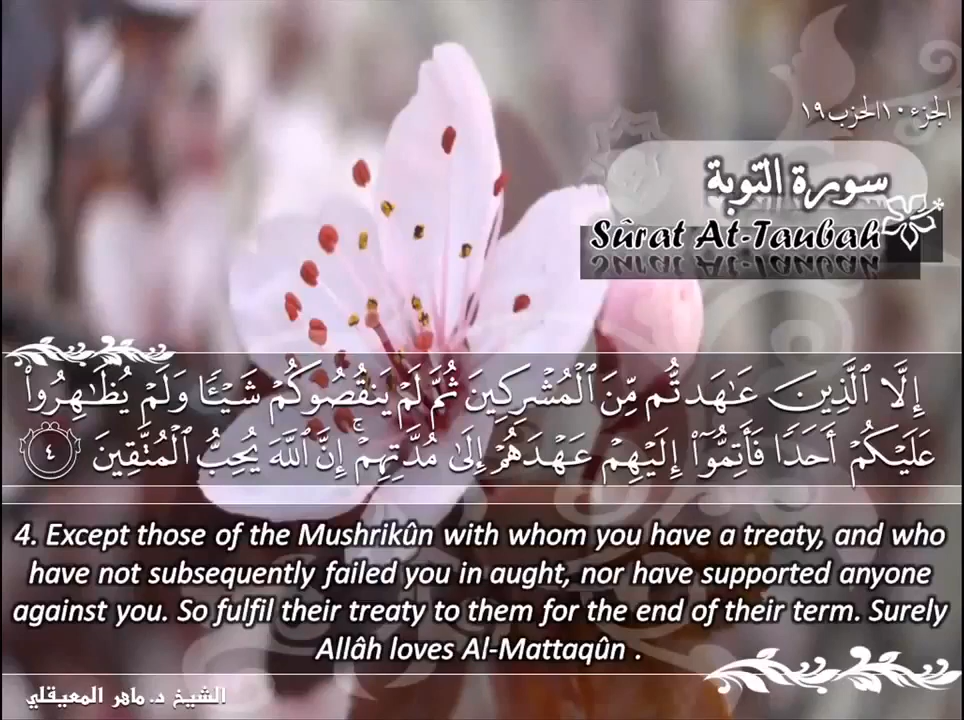 الجزء ١٠ الحزب ١٩
سورة التوبة
Sûrat At-Taubah
إِلَّا ٱلَّذِينَ عَٰهَدتُّم مِّنَ ٱلْمُشْرِكِينَ ثُمَّ لَمْ يَنقُصُوكُمْ شَيْـًٔا وَلَمْ يُظَٰهِرُوا۟
عَلَيْكُمْ أَحَدًا فَأَتِمُّوٓا۟ إِلَيْهِمْ عَهْدَهُمْ إِلَىٰ مُدَّتِهِمْ ۚ إِنَّ ٱللَّهَ يُحِبُّ ٱلْمُتَّقِينَ ٤
4. Except those of the Mushrikûn with whom you have a treaty, and who
have not subsequently failed you in aught, nor have supported anyone
against you. So fulfil their treaty to them for the end of their term. Surely
Allâh loves Al-Mattaqûn .
الشيخ د. ماهر المعيقلي